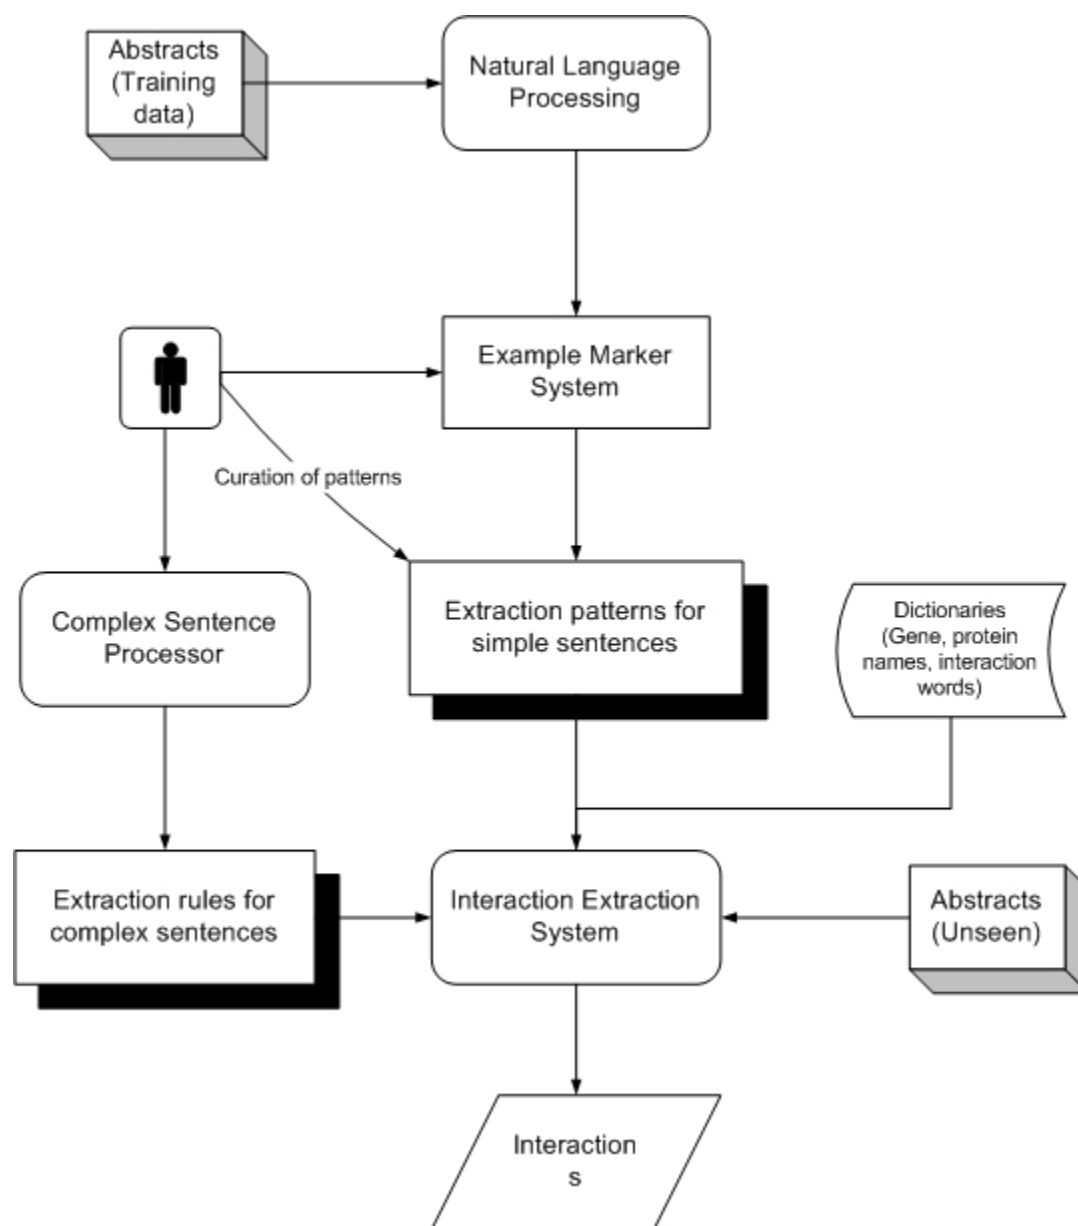 Abstracts
(Training
data)
Natural Language
Processing
Example Marker
System
Curation of patterns
Complex Sentence
Processor
Extraction patterns for
simple sentences
Dictionaries
(Gene, protein
names, interaction
words)
Extraction rules for
complex sentences
Interaction Extraction
System
Abstracts
(Unseen)
Interaction
s